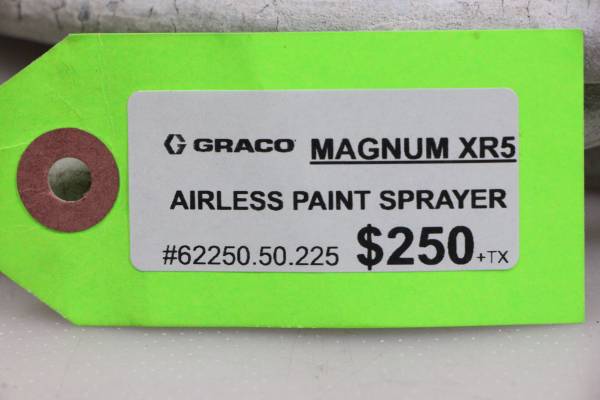 GRACO MAGNUM XR5
AIRLESS PAINT SPRAYER
#62250.50.225 $250 +TX